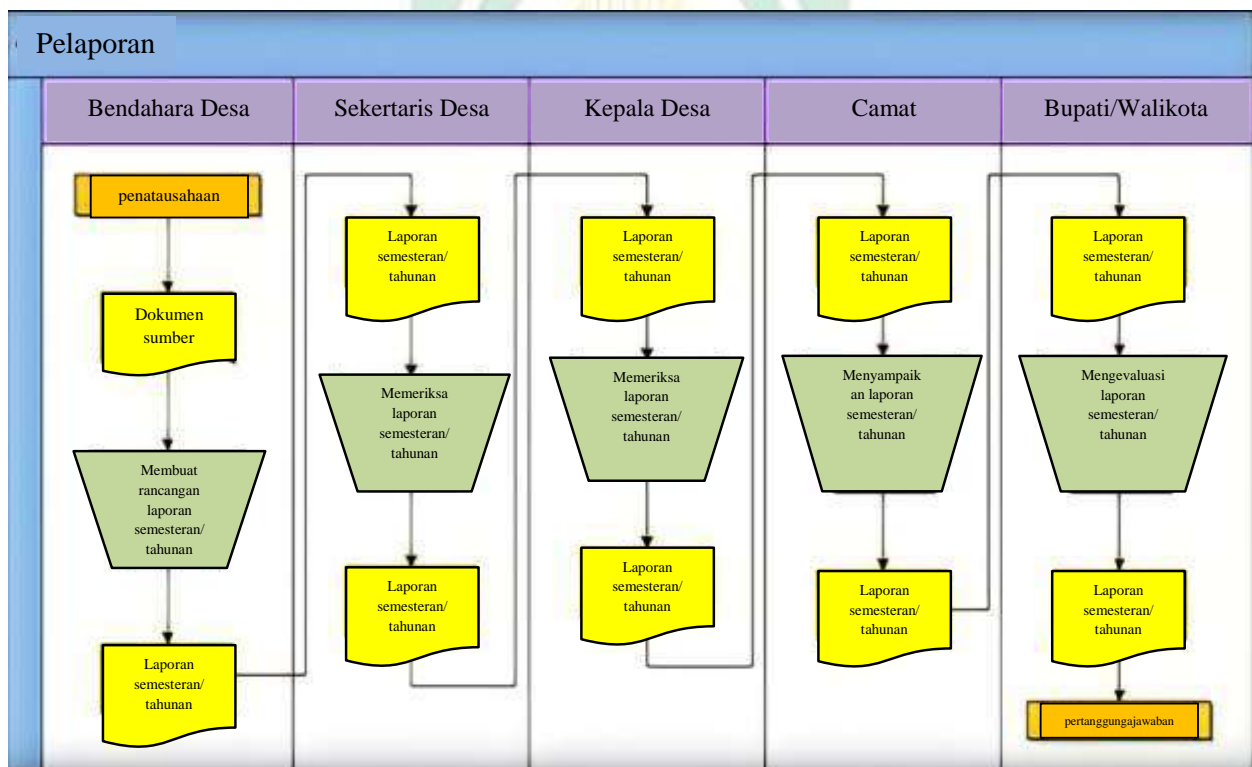 Pelaporan
Bendahara Desa
Sekertaris Desa
Kepala Desa
Camat
Bupati/Walikota
penatausahaan
Dokumen
sumber
Membuat
rancangan
laporan
semesteran/
tahunan
Laporan
semesteran/
tahunan
Laporan
semesteran/
tahunan
Memeriksa
laporan
semesteran/
tahunan
Laporan
semesteran/
tahunan
Laporan
semesteran/
tahunan
Memeriksa
laporan
semesteran/
tahunan
Laporan
semesteran/
tahunan
Laporan
semesteran/
tahunan
Menyampaik
an laporan
semesteran/
tahunan
Laporan
semesteran/
tahunan
Laporan
semesteran/
tahunan
Mengevaluasi
laporan
semesteran/
tahunan
Laporan
semesteran/
tahunan
pertanggungajawaban